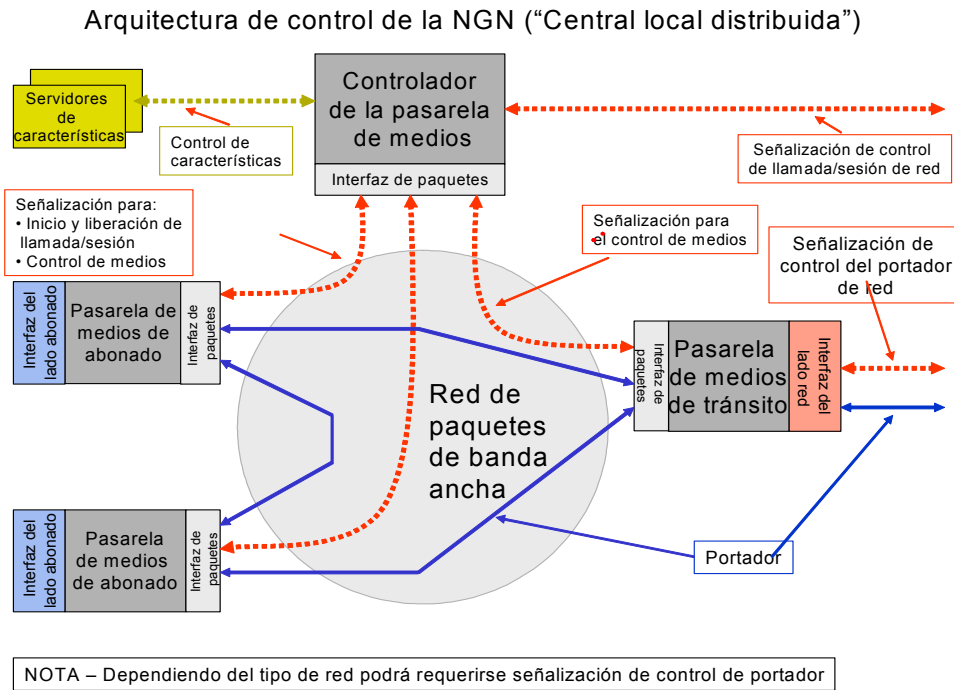 Arquitectura de control de la NGN (“Central local distribuida”)
Servidores
de
características
Control de
características
Controlador
de la pasarela
de medios
Interfaz de paquetes
Señalización de control
de llamada/sesión de red
Señalización para:
• Inicio y liberación de
llamada/sesión
• Control de medios
Señalización para
el control de medios
Señalización de
control del portador
de red
Interfaz del
lado abonado
Pasarela de
medios de
abonado
Interfaz de
paquetes
Red de
paquetes
de banda
ancha
Interfaz de
paquetes
Pasarela
de medios
de tránsito
Interfaz del
lado red
Interfaz del
lado abonado
Pasarela
de medios
de abonado
Interfaz de
paquetes
Portador
NOTA – Dependiendo del tipo de red podrá requerirse señalización de control de portador